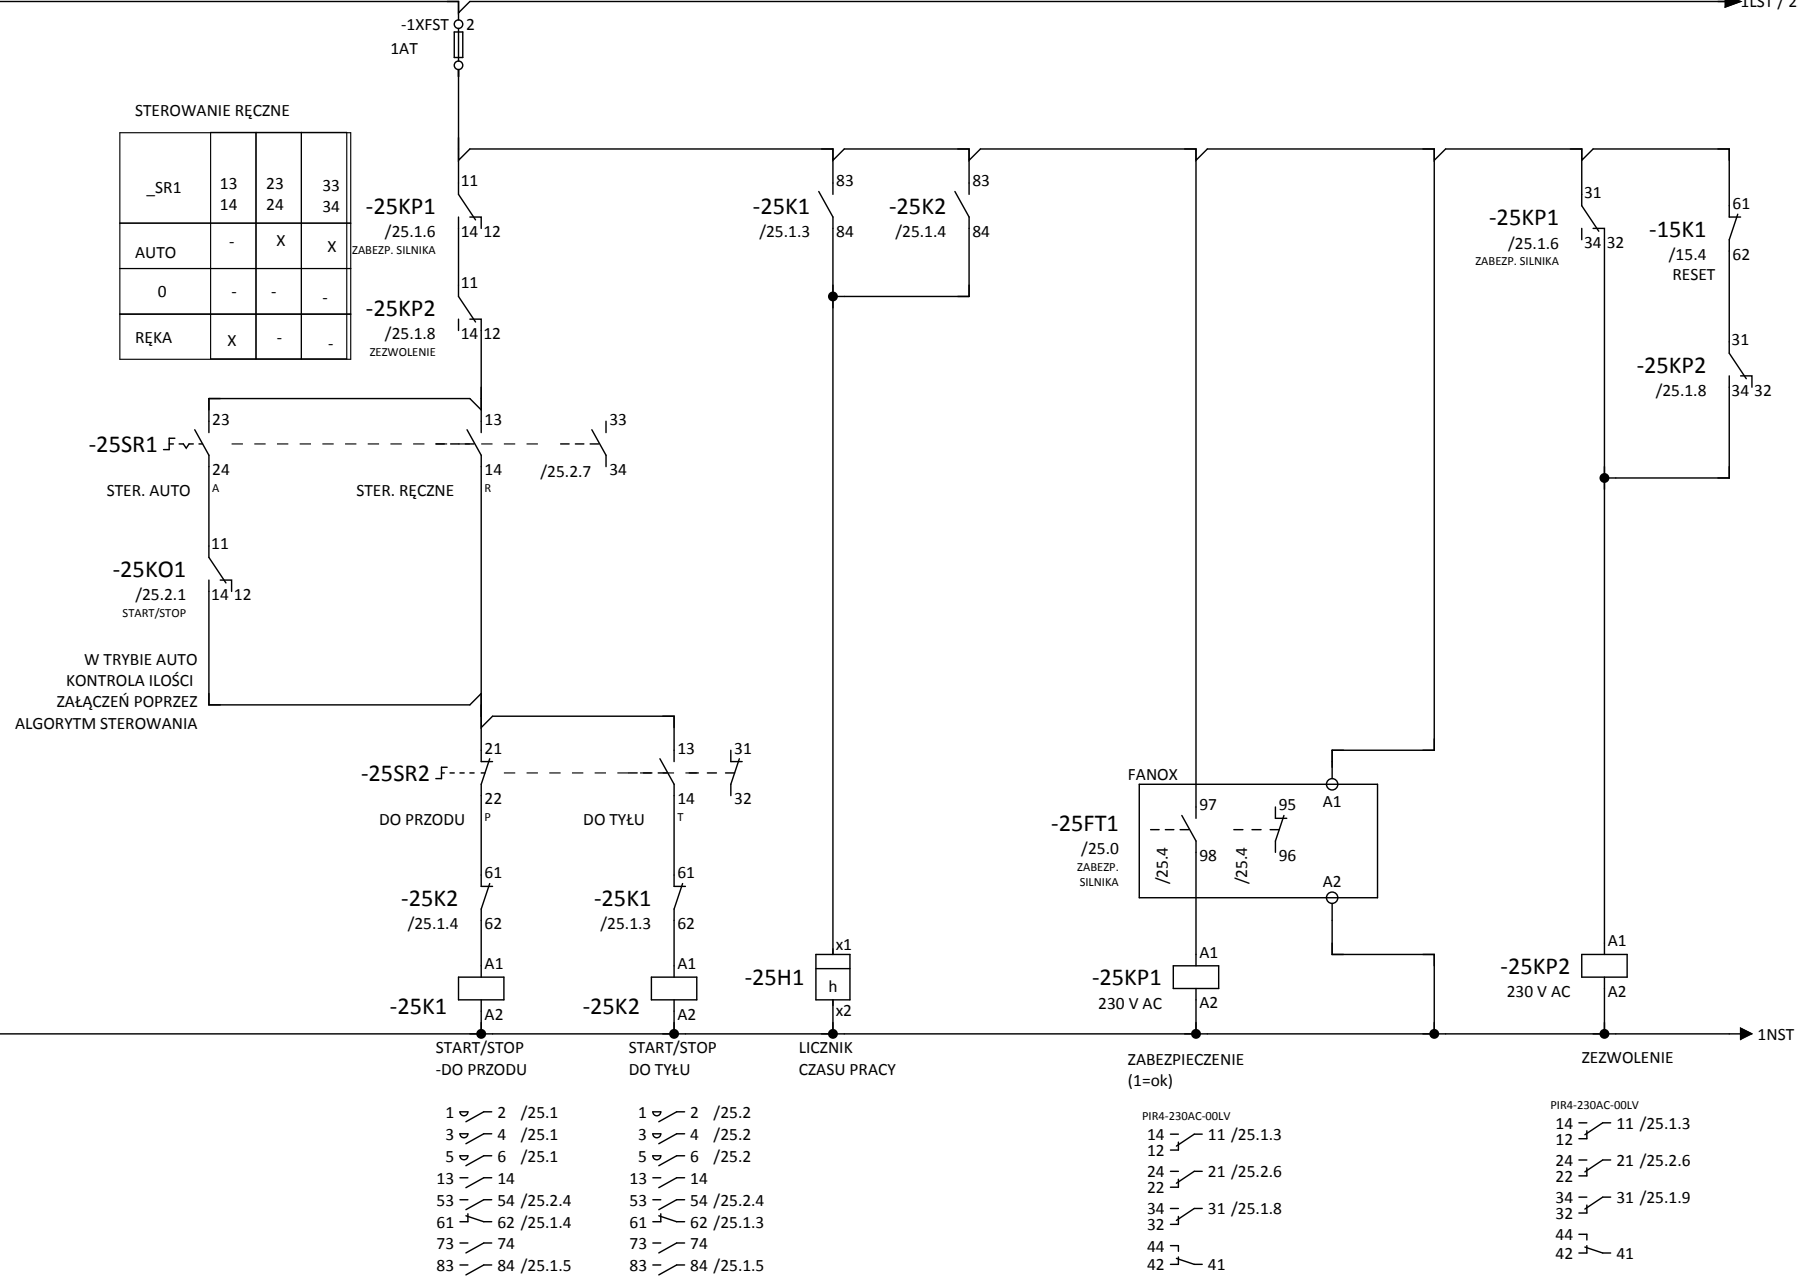 1LST / 2
-1XFST 2
1AT
STEROWANIE RĘCZNE
_SR1 13 23 33
14 24 34
AUTO - X X
0 - - -
RĘKA X - -
11
-25KP1
/25.1.6 14 12
ZABEZP. SILNIKA
11
-25KP2
/25.1.8 14 12
ZEZWOLENIE
83
-25K1
/25.1.3 84
83
-25K2
/25.1.4 84
31
-25KP1
/25.1.6 34 32
ZABEZP. SILNIKA
61
-15K1
/15.4 62
RESET
31
-25KP2
/25.1.8 34 32
23 13 33
-25SR1
24 14 /25.2.7 34
STER. AUTO A STER. RĘCZNE R
11
-25KO1
/25.2.1 14 12
START/STOP
W TRYBIE AUTO
KONTROLA ILOŚCI
ZAŁĄCZEŃ POPRZEZ
ALGORYTM STEROWANIA
21 13 31
-25SR2
22 14 32
DO PRZODU P DO TYŁU T
61 61
-25K2 -25K1
/25.1.4 62 /25.1.3 62
A1 A1
-25K1 -25K2
A2 A2
x1
-25H1 h
x2
FANOX
97 95 A1
-25FT1
/25.0 98 96
/25.4 /25.4
ZABEZP.
SILNIKA
A2
A1
-25KP1
230 V AC A2
A1
-25KP2
230 V AC A2
1NST
START/STOP
-DO PRZODU
START/STOP
DO TYŁU
LICZNIK
CZASU PRACY
ZABEZPIECZENIE
(1=ok)
ZEZWOLENIE
1 2 /25.1
3 4 /25.1
5 6 /25.1
13 14
53 54 /25.2.4
61 62 /25.1.4
73 74
83 84 /25.1.5
1 2 /25.2
3 4 /25.2
5 6 /25.2
13 14
53 54 /25.2.4
61 62 /25.1.3
73 74
83 84 /25.1.5
PIR4-230AC-00LV
14 11 /25.1.3
12
24 21 /25.2.6
22
34 31 /25.1.8
32
44
42 41
PIR4-230AC-00LV
14 11 /25.1.3
12
24 21 /25.2.6
22
34 31 /25.1.9
32
44
42 41